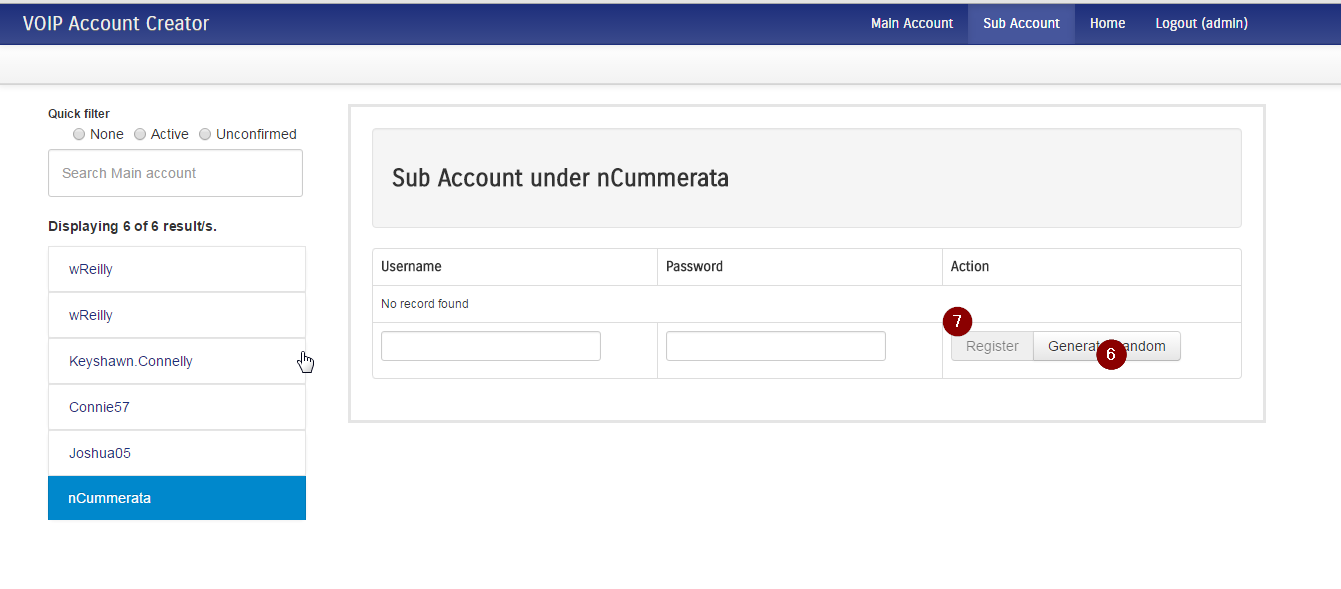 VOIP Account Creator
Main Account Sub Account Home Logout (admin)
Quick filter
None Active Unconfirmed
Search Main account
Displaying 6 of 6 result/s.
wReilly
wReilly
Keyshawn.Connelly
Connie57
Joshua05
nCummerata
Sub Account under nCummerata
Username Password Action
No record found
7
Register
6